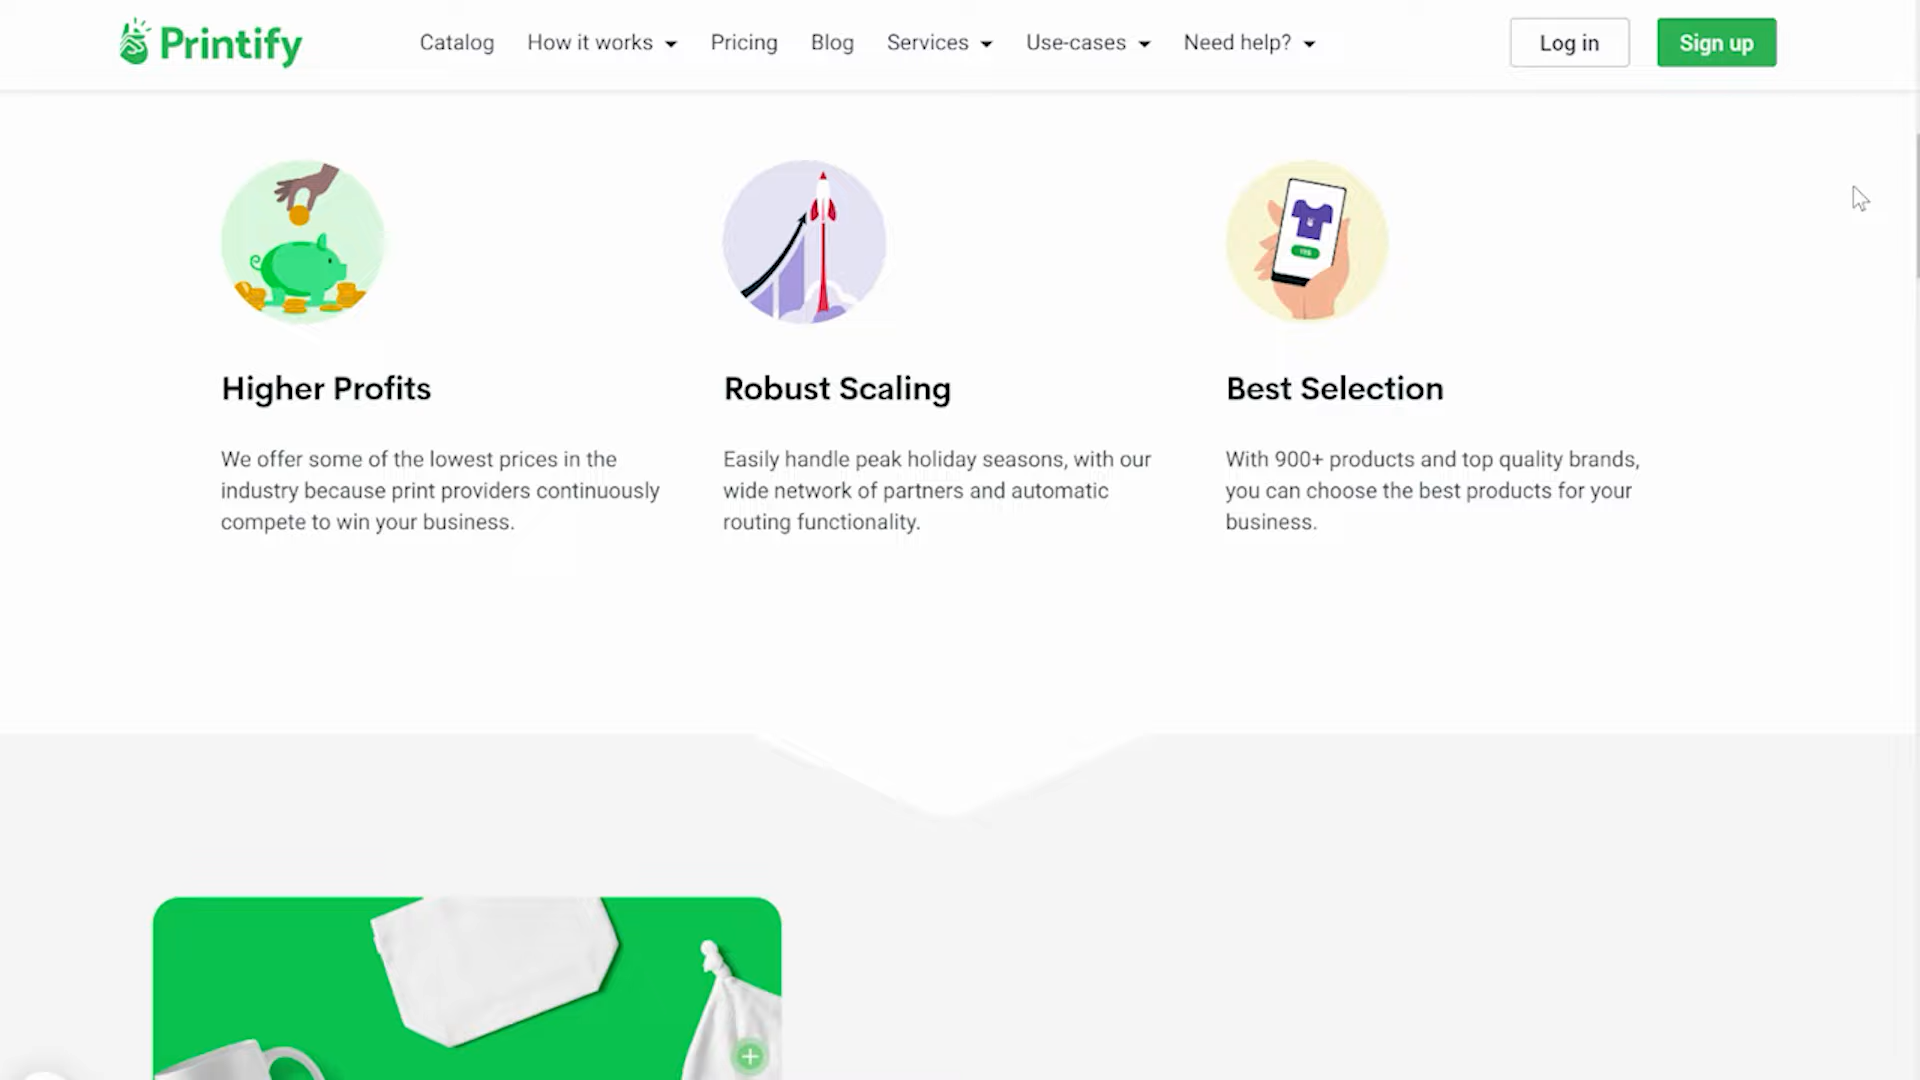 Printify
Catalog
How it works
Pricing
Blog
Services
Use-cases
Need help?
Log in
Sign up
Higher Profits
We offer some of the lowest prices in the
industry because print providers continuously
compete to win your business.
Robust Scaling
Easily handle peak holiday seasons, with our
wide network of partners and automatic
routing functionality.
Best Selection
With 900+ products and top quality brands,
you can choose the best products for your
business.